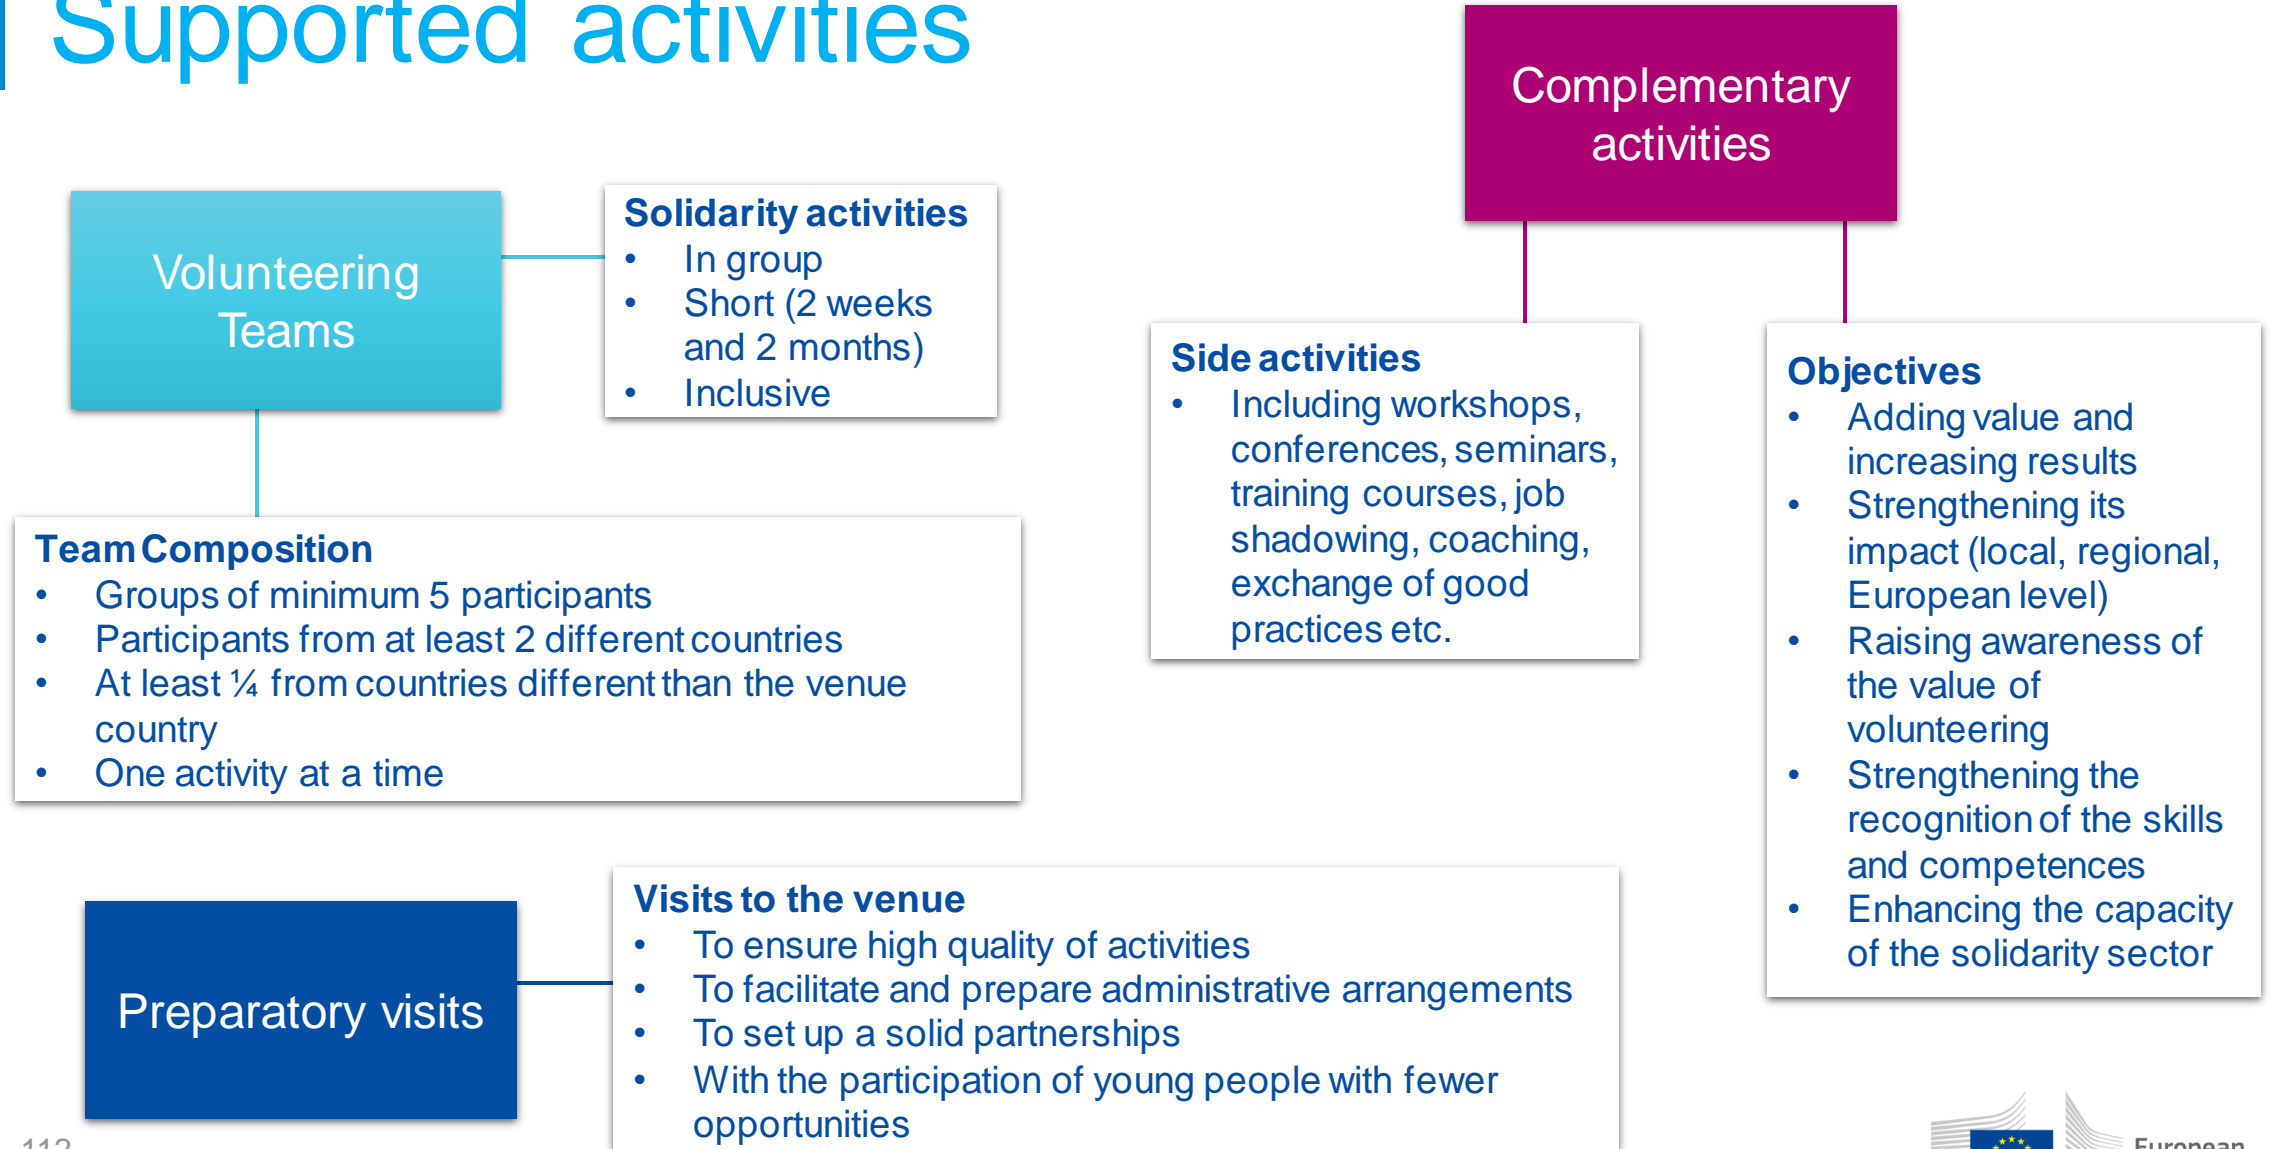 Supported activities
Complementary
activities
Volunteering
Teams
Solidarity activities
• In group
• Short (2 weeks
and 2 months)
• Inclusive
Team Composition
• Groups of minimum 5 participants
• Participants from at least 2 different countries
• At least ¼ from countries different than the venue
country
• One activity at a time
Side activities
• Including workshops,
conferences, seminars,
training courses, job
shadowing, coaching,
exchange of good
practices etc.
Objectives
• Adding value and
increasing results
• Strengthening its
impact (local, regional,
European level)
• Raising awareness of
the value of
volunteering
• Strengthening the
recognition of the skills
and competences
• Enhancing the capacity
of the solidarity sector
Preparatory visits
Visits to the venue
• To ensure high quality of activities
• To facilitate and prepare administrative arrangements
• To set up a solid partnerships
• With the participation of young people with fewer
opportunities
112
European